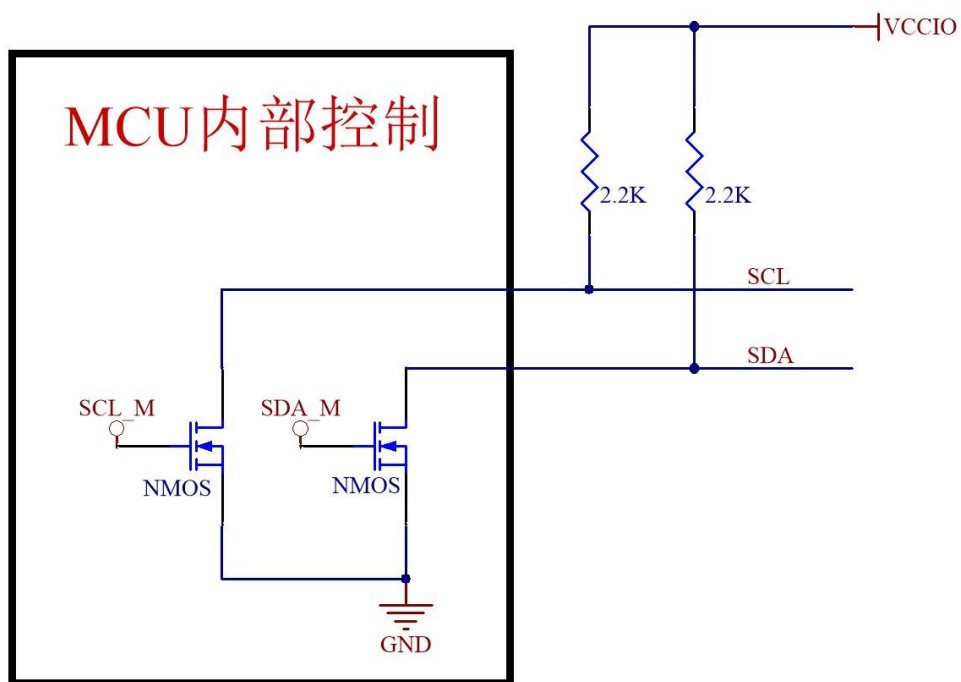 VCCIO
MCU内部控制
2.2K
2.2K
SCL
SDA
SCL_M
SDA_M
NMOS
NMOS
GND